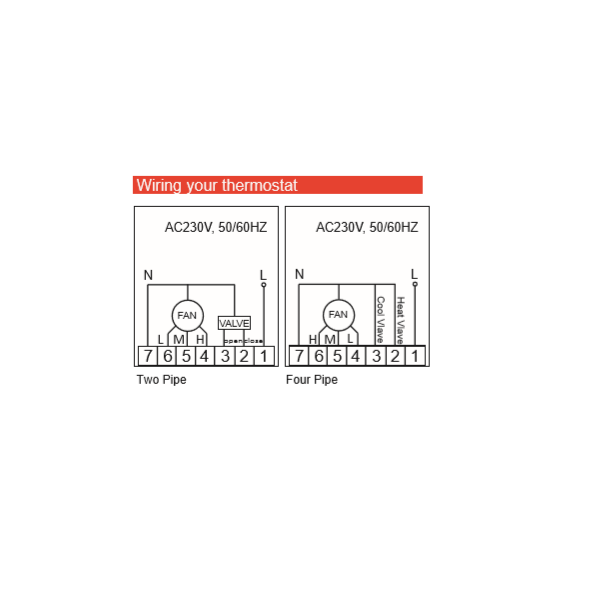 Wiring your thermostat
AC230V, 50/60HZ
N L
FAN
VALVE
L M H open close
7 6 5 4 3 2 1
Two Pipe
AC230V, 50/60HZ
N L
FAN
Cool Vlave
Heat Vlave
H M L
7 6 5 4 3 2 1
Four Pipe